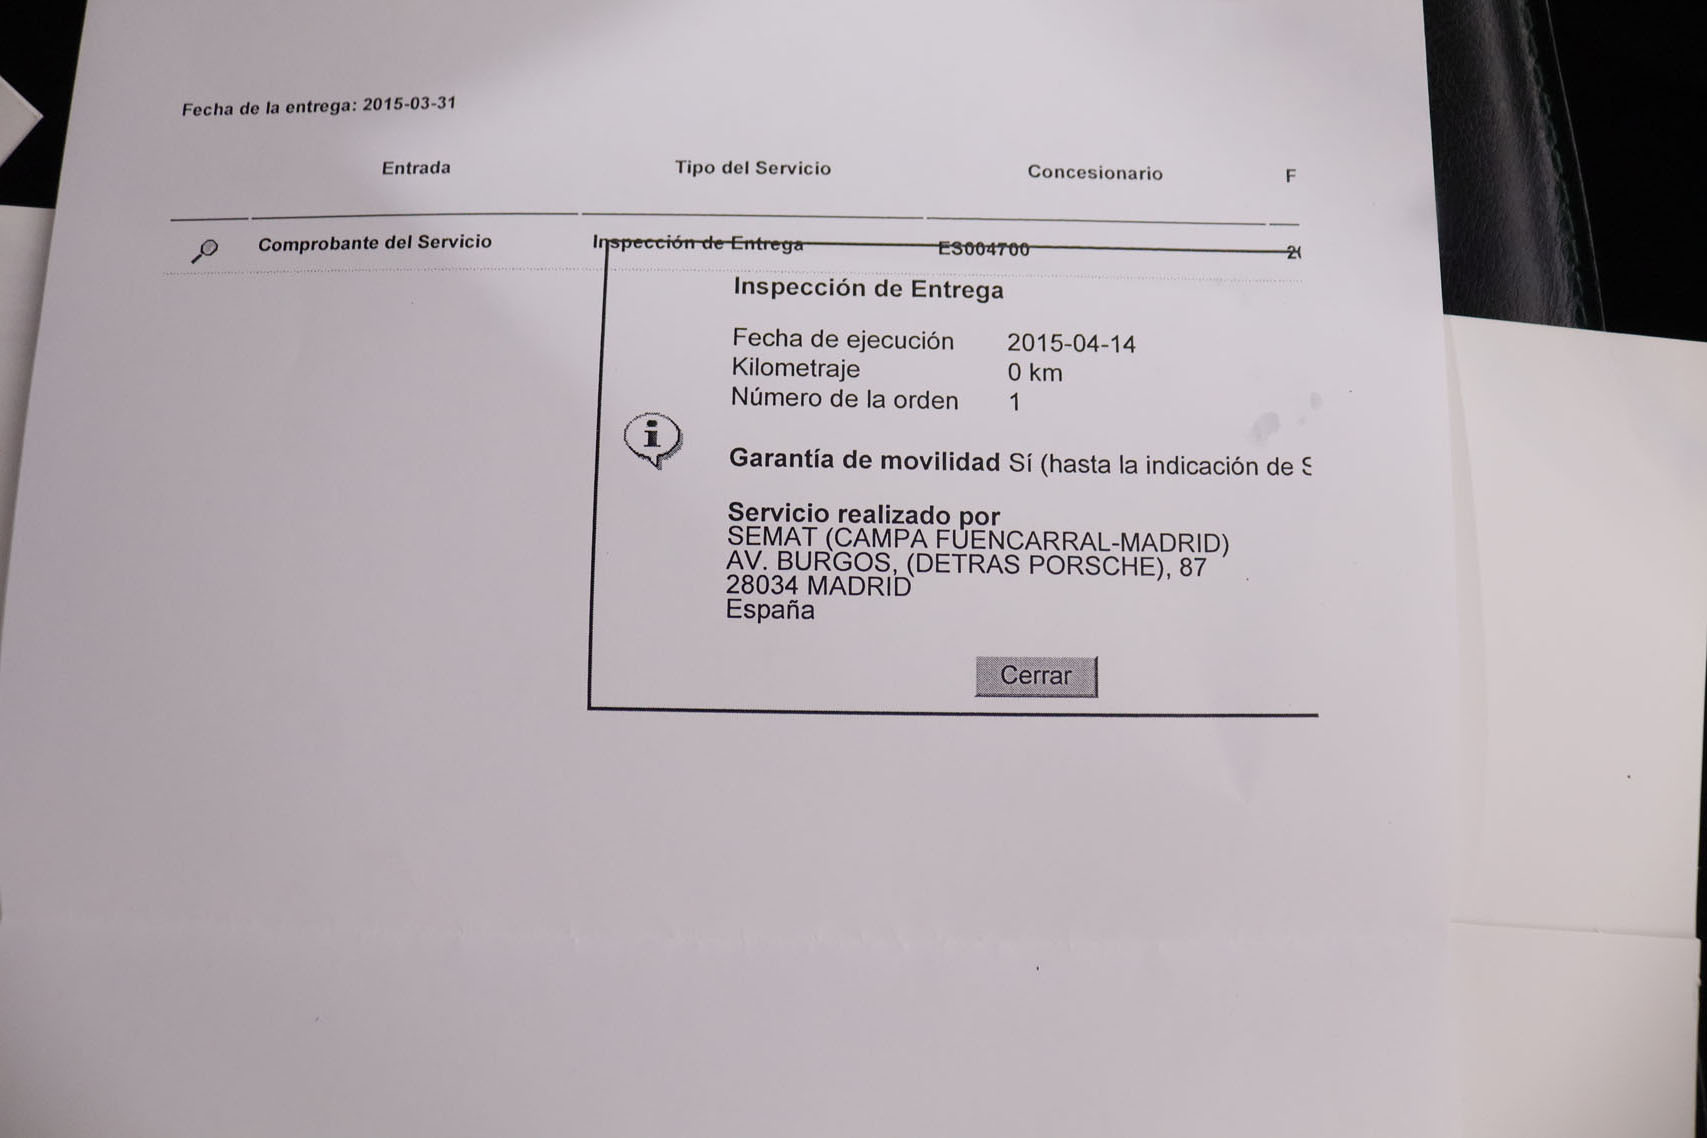 Fecha de la entrega: 2015-03-31
Entrada Tipo del Servicio Concesionario F
Comprobante del Servicio Inspección de Entrega ES004700
Inspección de Entrega
Fecha de ejecución 2015-04-14
Kilometraje 0 km
Número de la orden 1
Garantía de movilidad Sí (hasta la indicación de
Servicio realizado por
SEMAT (CAMPA FUENCARRAL-MADRID)
AV. BURGOS, (DETRAS PORSCHE), 87
28034 MADRID
España
Cerrar